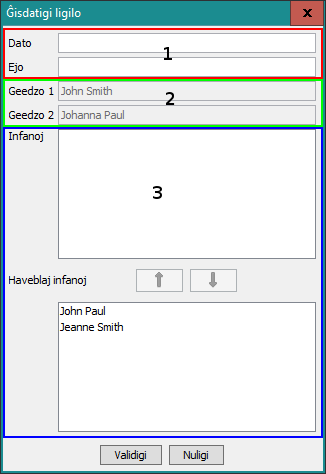 Ĝisdatigi ligilo
x
Dato
1
Ejo
Geedzo 1 John Smith
2
Geedzo 2 Johanna Paul
Infanoj
3
Haveblaj infanoj
John Paul
Jeanne Smith
Validigi Nuligi